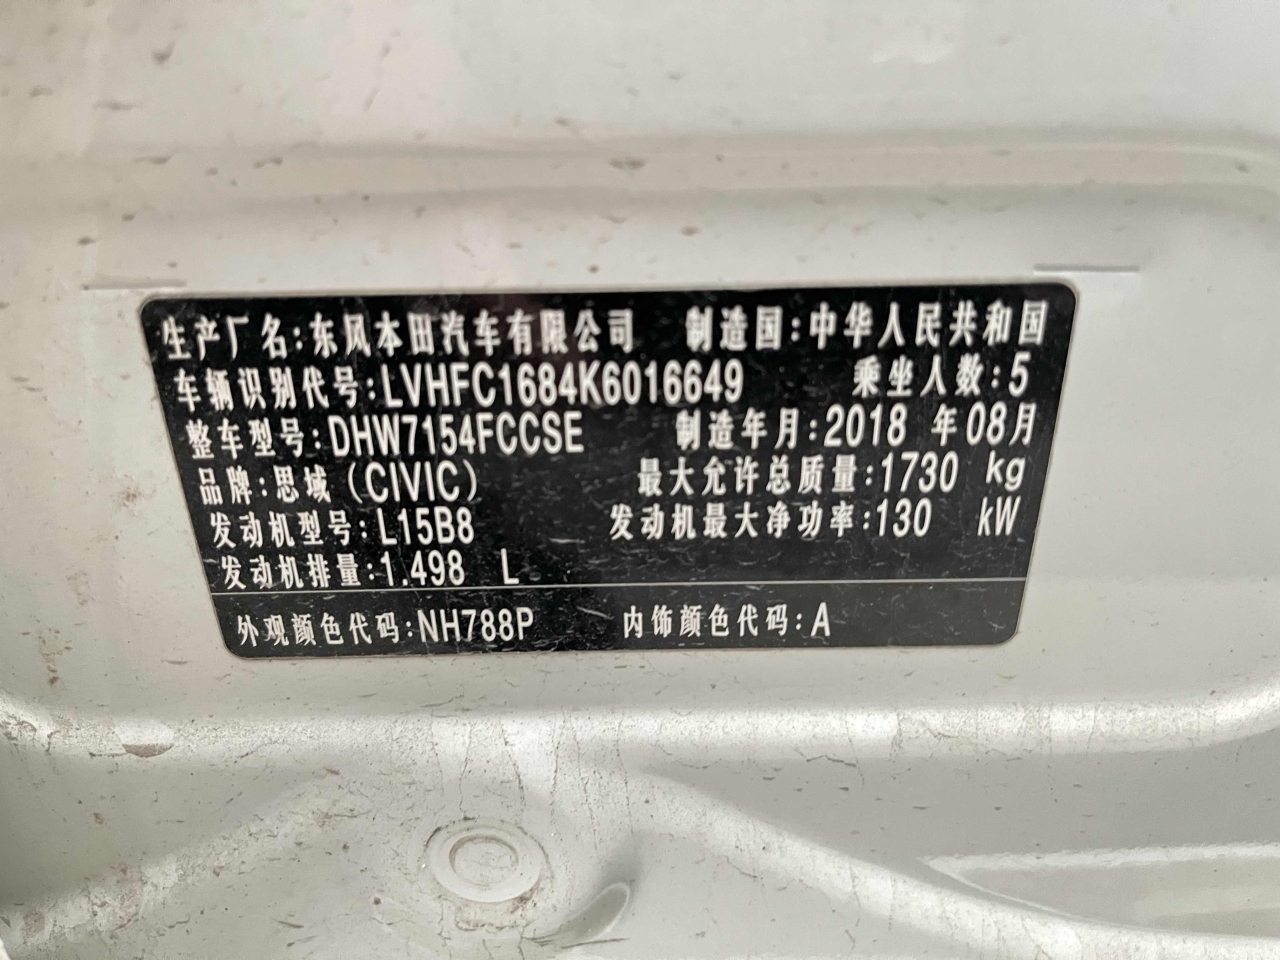 生产厂名:东风本田汽车有限公司 制造国:中华人民共和国
车辆识别代号:LVHFC1684K6016649 乘坐人数:5
整车型号:DHW7154FCCSE 制造年月:2018 年08月
品牌:思域(CIVIC) 最大允许总质量:1730 kg
发动机型号:L15B8 发动机最大净功率:130 kW
发动机排量:1.498 L
外观颜色代码:NH788P 内饰颜色代码:A